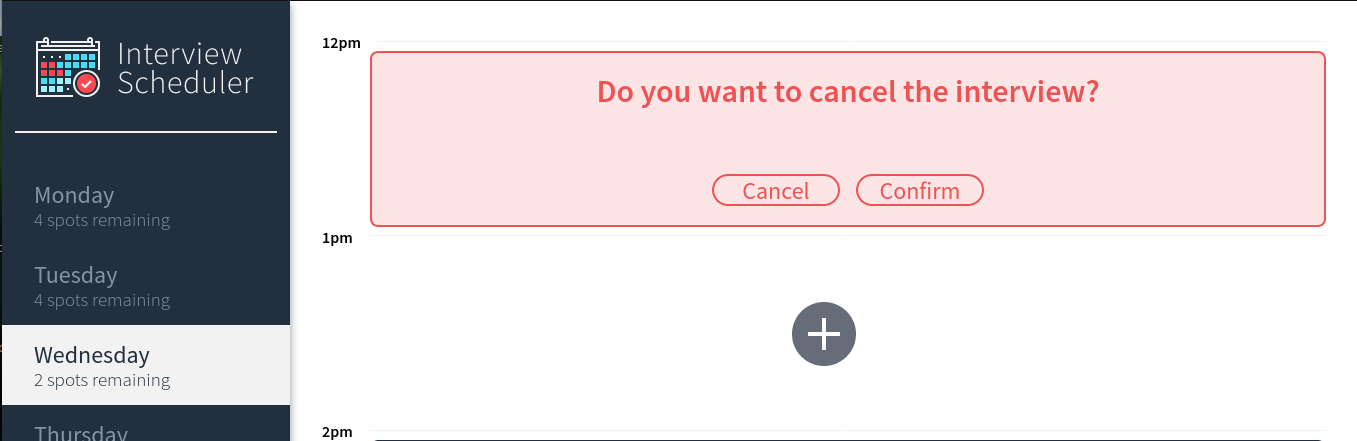 Interview
Scheduler
Monday
4 spots remaining
Tuesday
4 spots remaining
Wednesday
2 spots remaining
Thursday
12pm
Do you want to cancel the interview?
Cancel Confirm
1pm
2pm